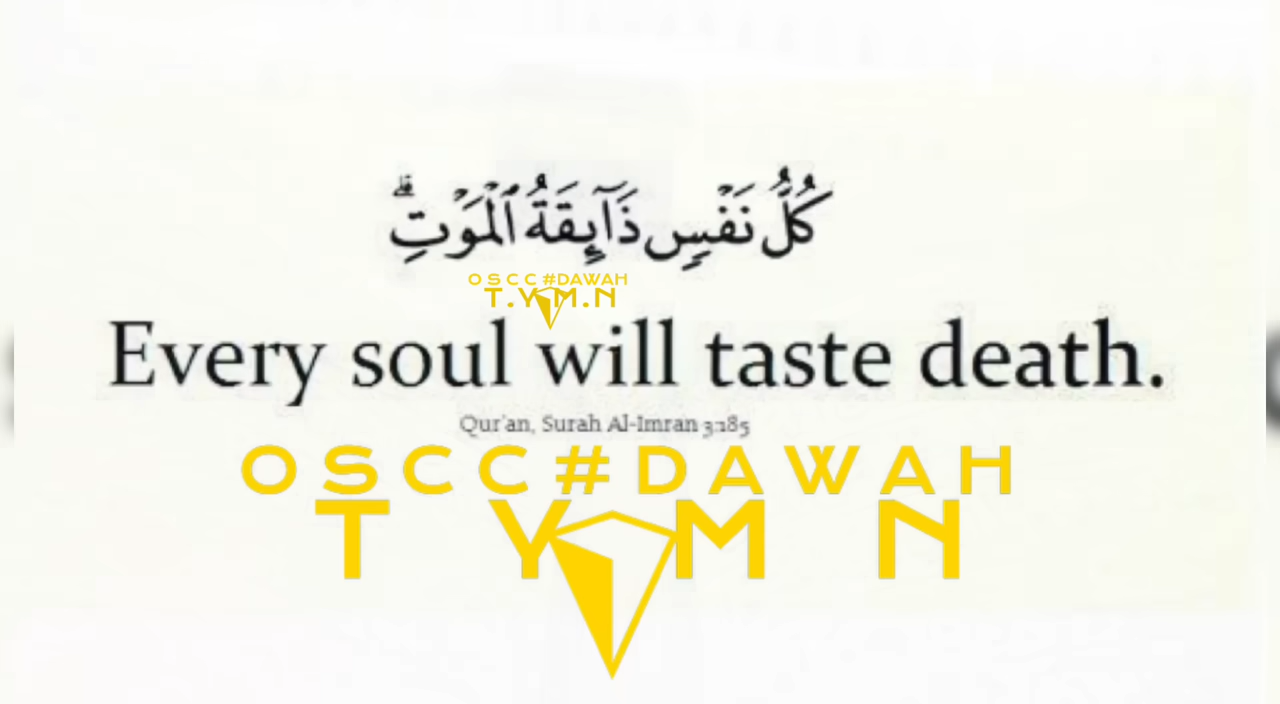 كُلُّ نَفْسٍ ذَآئِقَةُ ٱلْمَوْتِ ۗ
OSCC#DAWAH
T.Y M.N
Every soul will taste death.
Qur'an, Surah Al-Imran 3:185
OSCC#DAWAH
T Y M N